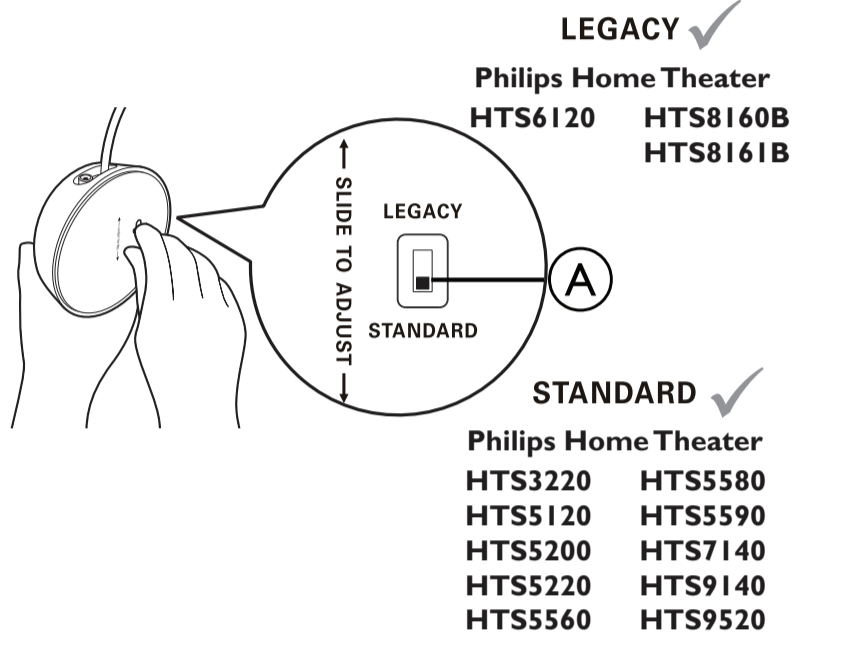 LEGACY
Philips Home Theater
HTS6120 HTS8160B
HTS8161B
SLIDE TO ADJUST
LEGACY
A
STANDARD
STANDARD
Philips Home Theater
HTS3220 HTS5580
HTS5120 HTS5590
HTS5200 HTS7140
HTS5220 HTS9140
HTS5560 HTS9520